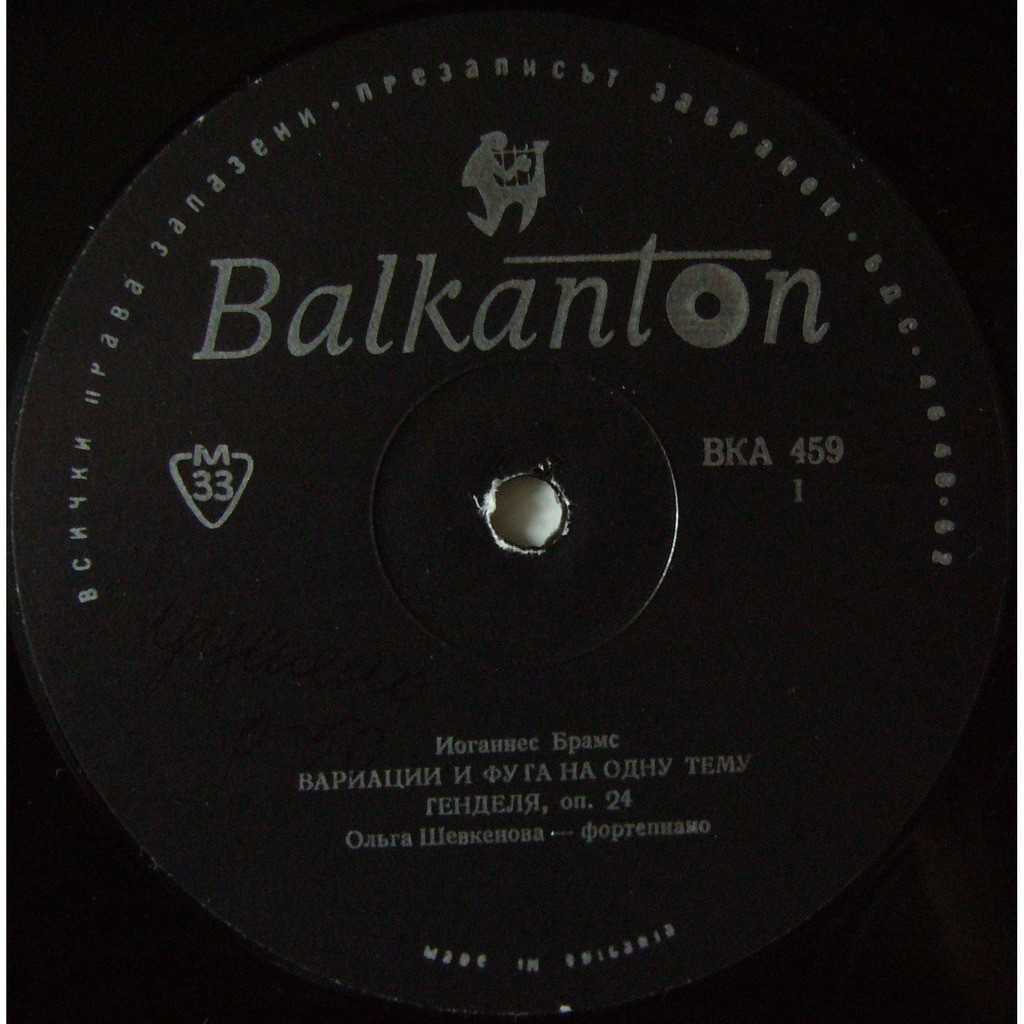 ВСИЧКИ ПРАВА ЗАПАЗЕНИ · ПРЕЗАПИСЪТ ЗАБРАНЕН ·
Balkanton
М
33
ВКА 459
I
Иоганнес Брамс
ВАРИАЦИИ И ФУГА НА ОДНУ ТЕМУ
ГЕНДЕЛЯ, оп. 24
Ольга Шевкенова — фортепиано
MADE IN BULGARIA